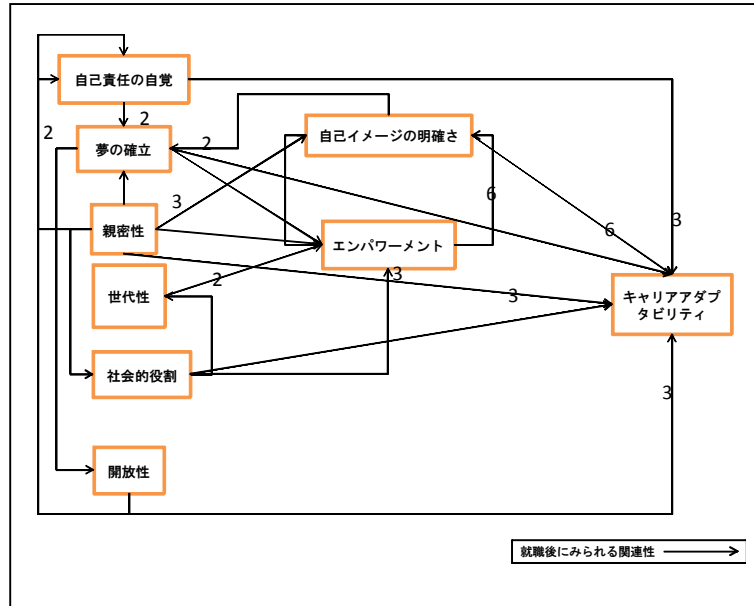 自己責任の自覚
2
2
夢の確立
2
自己イメージの明確さ
3
6
親密性
エンパワーメント
6
3
世代性
2
3
3
キャリアアダプ
タビリティ
社会的役割
3
開放性
就職後にみられる関連性